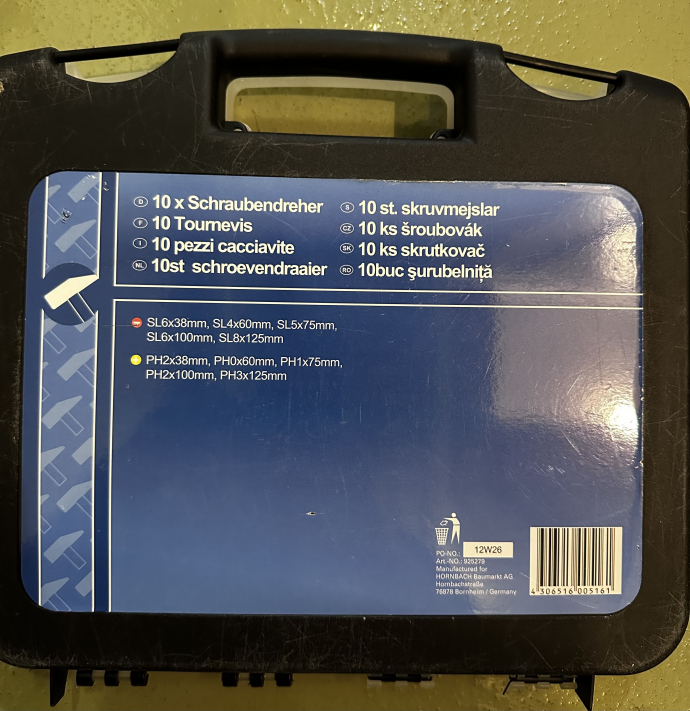 D 10 x Schraubendreher
F 10 Tournevis
I 10 pezzi cacciavite
NL 10st schroevendraaier
S 10 st. skruvmejslar
CZ 10 ks šroubovák
SK 10 ks skrutkovač
RO 10buc şurubelniţă
SL6x38mm, SL4x60mm, SL5x75mm,
SL6x100mm, SL8x125mm
PH2x38mm, PH0x60mm, PH1x75mm,
PH2x100mm, PH3x125mm
PO-NO.: 12W26
Art.-NO.: 925279
Manufactured for
HORNBACH Baumarkt AG
Hornbachstraße
76878 Bornheim / Germany
4 306516 005161